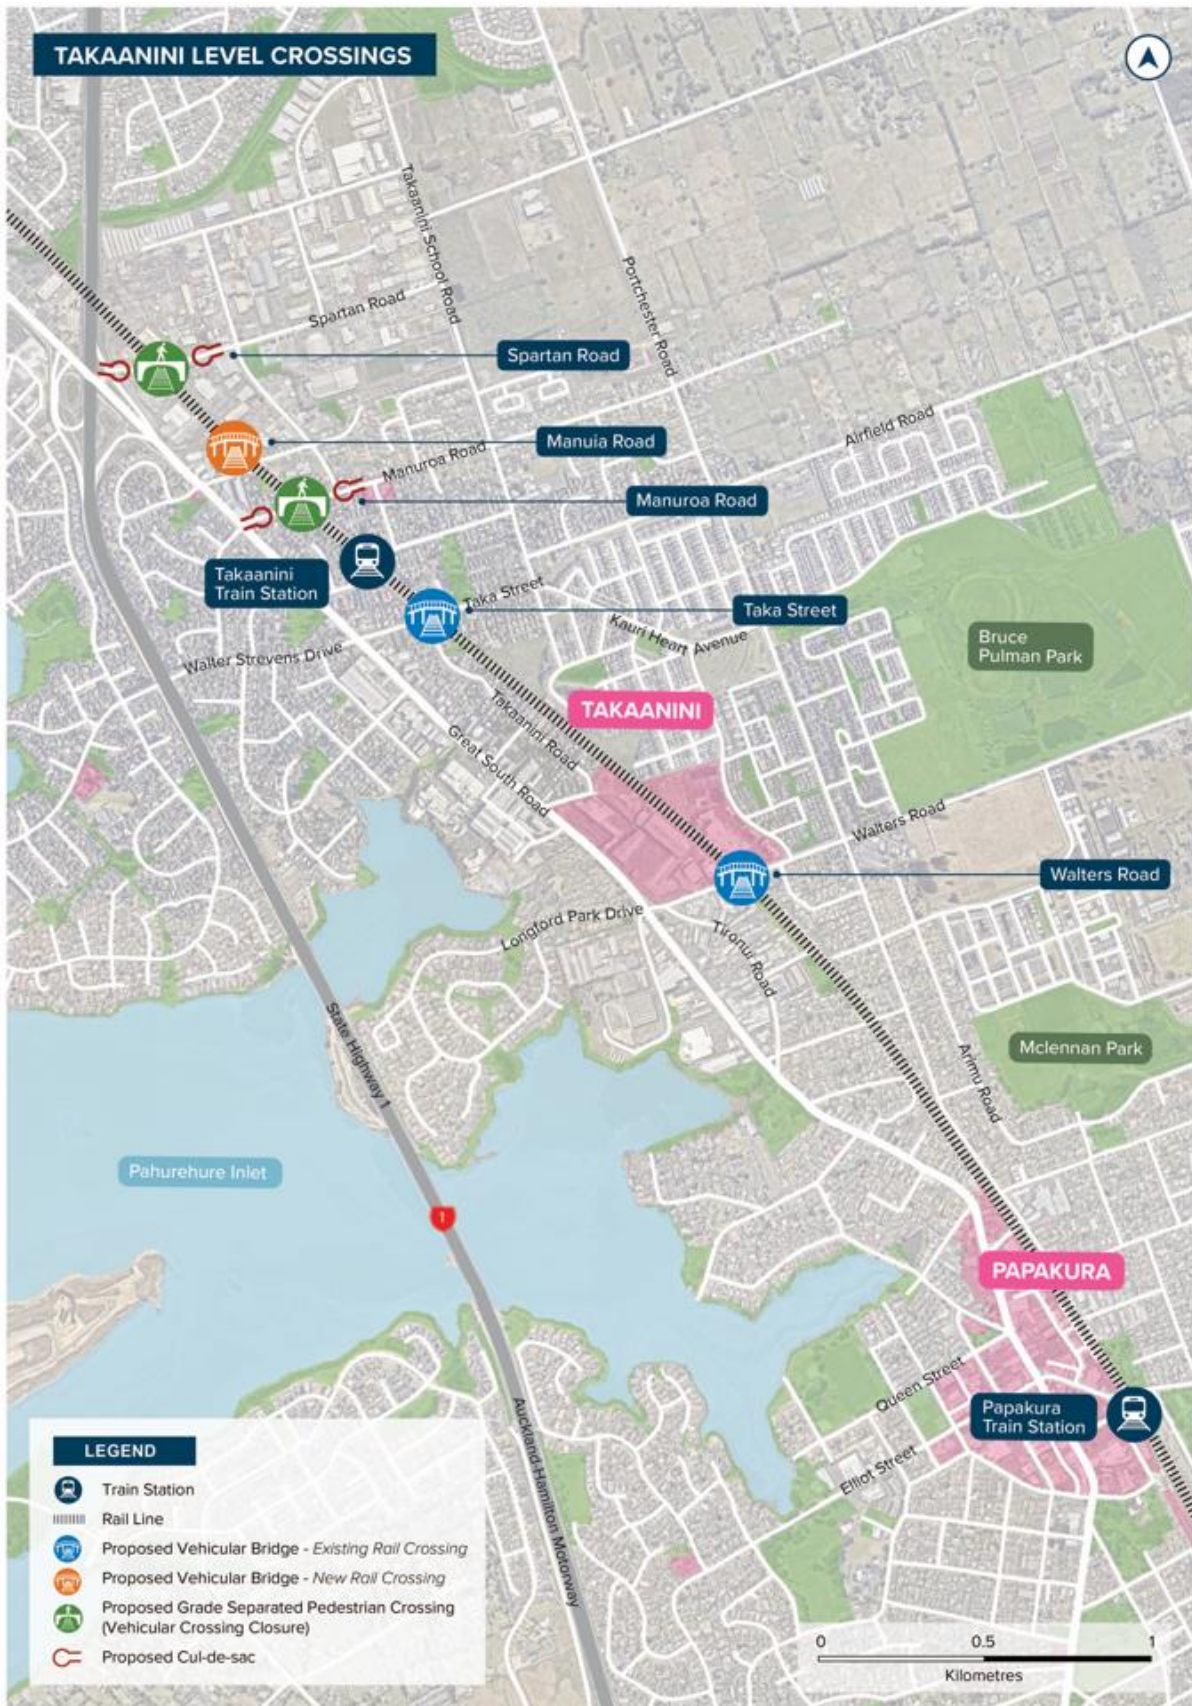 TAKAANINI LEVEL CROSSINGS
Takaanini School Road
Portchester Road
Spartan Road
Spartan Road
Manuia Road
Airfield Road
Manuroa Road
Manuroa Road
Takaanini
Train Station
Taka Street
Taka Street
Kauri Heart Avenue
Bruce
Pulman Park
Walter Strevens Drive
TAKAANINI
Takaanini Road
Great South Road
Walters Road
Walters Road
Longford Park Drive
Tironui Road
State Highway 1
Mclennan Park
Arimu Road
Pahurehure Inlet
1
PAPAKURA
Queen Street
Papakura
Train Station
Elliot Street
Auckland-Hamilton Motorway
LEGEND
Train Station
Rail Line
Proposed Vehicular Bridge - Existing Rail Crossing
Proposed Vehicular Bridge - New Rail Crossing
Proposed Grade Separated Pedestrian Crossing
(Vehicular Crossing Closure)
Proposed Cul-de-sac
0 0.5 1
Kilometres